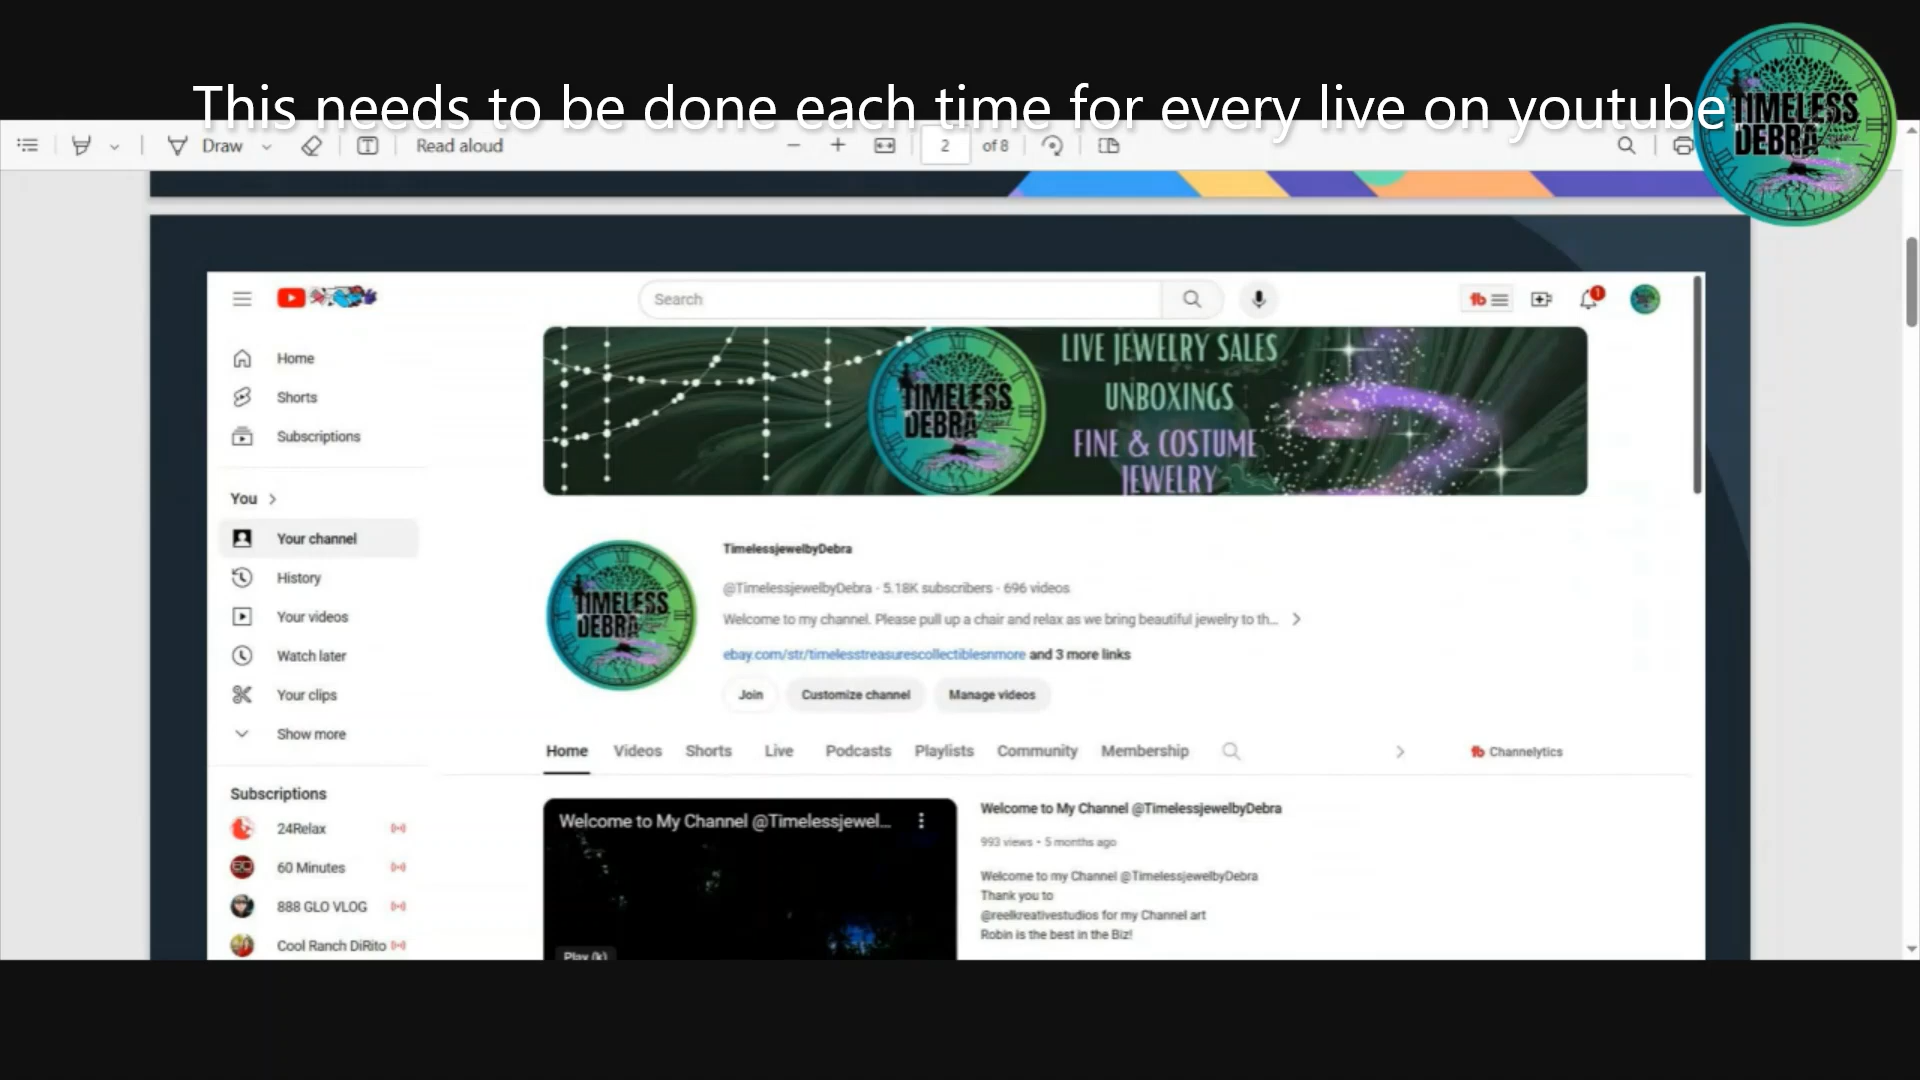 This needs to be done each time for every live on youtube
TIMELESS
DEBRA
Jewel
Draw
Read aloud
2 of 8
Search
1
LIVE JEWELRY SALES
UNBOXINGS
FINE & COSTUME
JEWELRY
TIMELESS
DEBRA
Jewel
Home
Shorts
Subscriptions
You
Your channel
History
Your videos
Watch later
Your clips
Show more
Subscriptions
24Relax
60 Minutes
888 GLO VLOG
Cool Ranch DiRito
TIMELESS
DEBRA
Jewel
TimelessjewelbyDebra
@TimelessjewelbyDebra · 5.18K subscribers · 696 videos
Welcome to my channel. Please pull up a chair and relax as we bring beautiful jewelry to th...
ebay.com/str/timelesstreasurescollectiblesnmore and 3 more links
Join
Customize channel
Manage videos
Home
Videos
Shorts
Live
Podcasts
Playlists
Community
Membership
Channelytics
Welcome to My Channel @Timelessjewel...
Play (k)
Welcome to My Channel @TimelessjewelbyDebra
993 views • 5 months ago
Welcome to my Channel @TimelessjewelbyDebra
Thank you to
@reelkreativestudios for my Channel art
Robin is the best in the Biz!